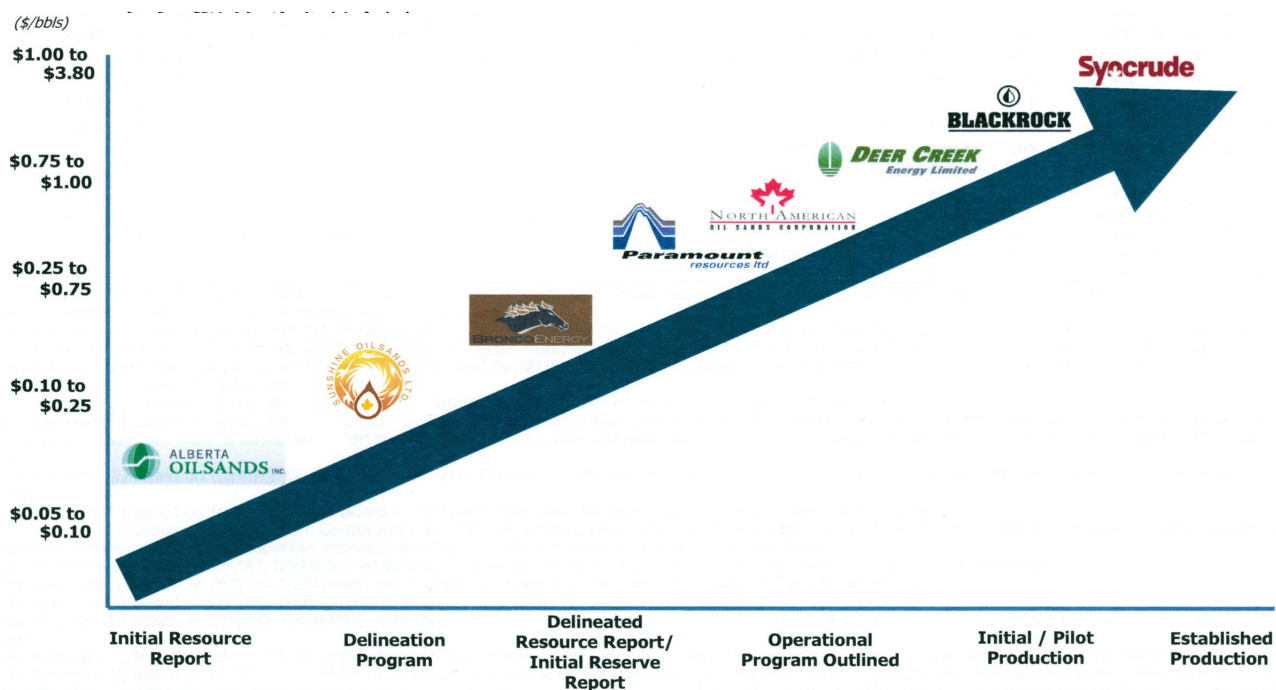 ($/bbls)
$1.00 to
$3.80
$0.75 to
$1.00
$0.25 to
$0.75
$0.10 to
$0.25
$0.05 to
$0.10
Syncrude
BLACKROCK
DEER CREEK
Energy Limited
NORTH AMERICAN
OIL SANDS CORPORATION
Paramount
resources ltd
BRONCOENERGY
SUNSHINE OILSANDS LTD.
ALBERTA
OILSANDS INC.
Initial Resource
Report
Delineation
Program
Delineated
Resource Report/
Initial Reserve
Report
Operational
Program Outlined
Initial / Pilot
Production
Established
Production